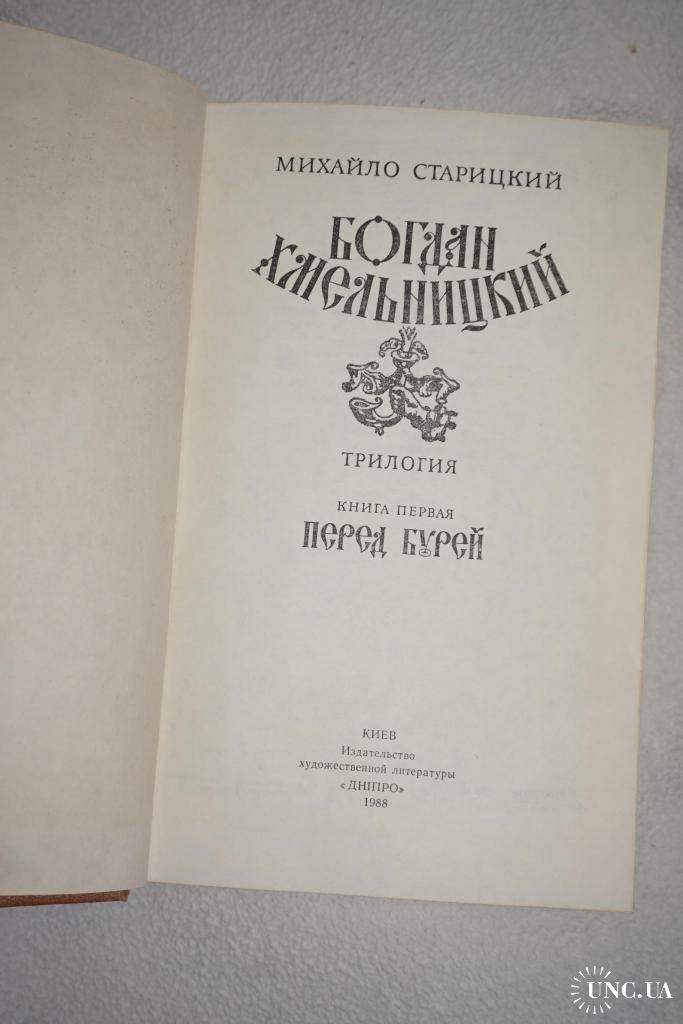 МИХАЙЛО СТАРИЦКИЙ
БОГДАН
ХМЕЛЬНИЦКИЙ
ТРИЛОГИЯ
КНИГА ПЕРВАЯ
ПЕРЕД БУРЕЙ
КИЕВ
Издательство
художественной литературы
«ДНІПРО»
1988
UNC.UA